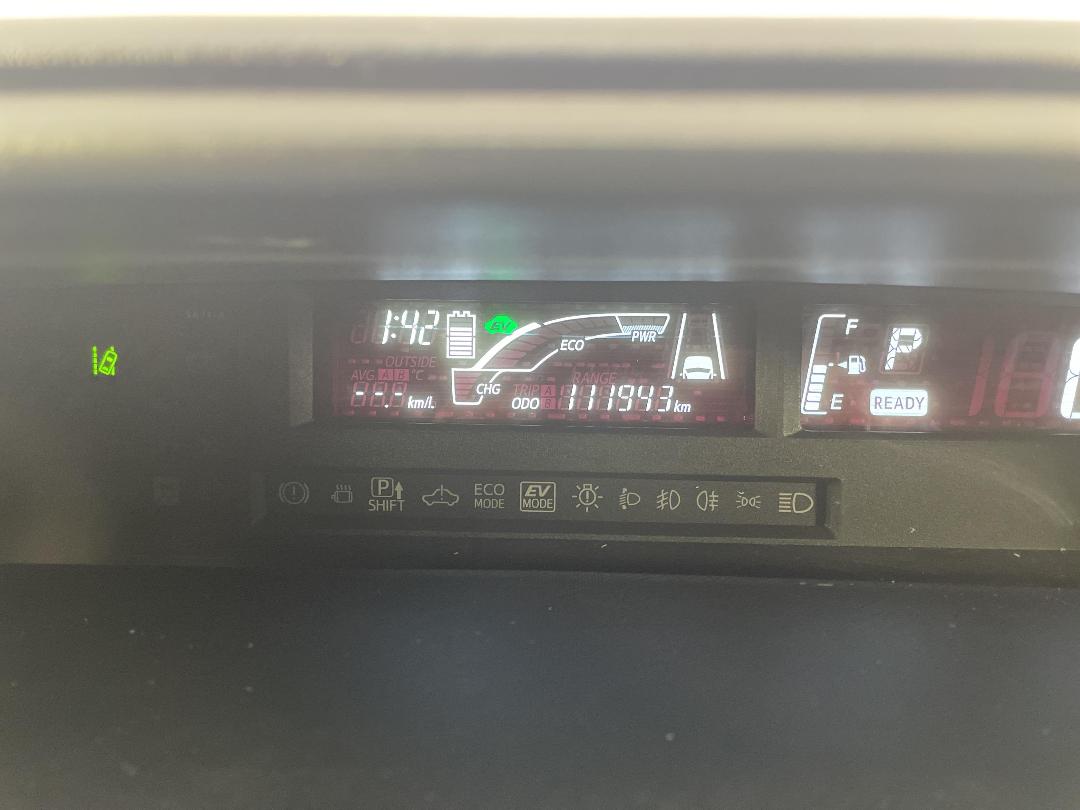 1:42
EV
ECO
PWR
OUTSIDE
AVG. A B °C
CHG
RANGE
TRIP A
B
--.- km/L
ODO 111943 km
F
E
P
READY
P SHIFT
ECO MODE
EV MODE